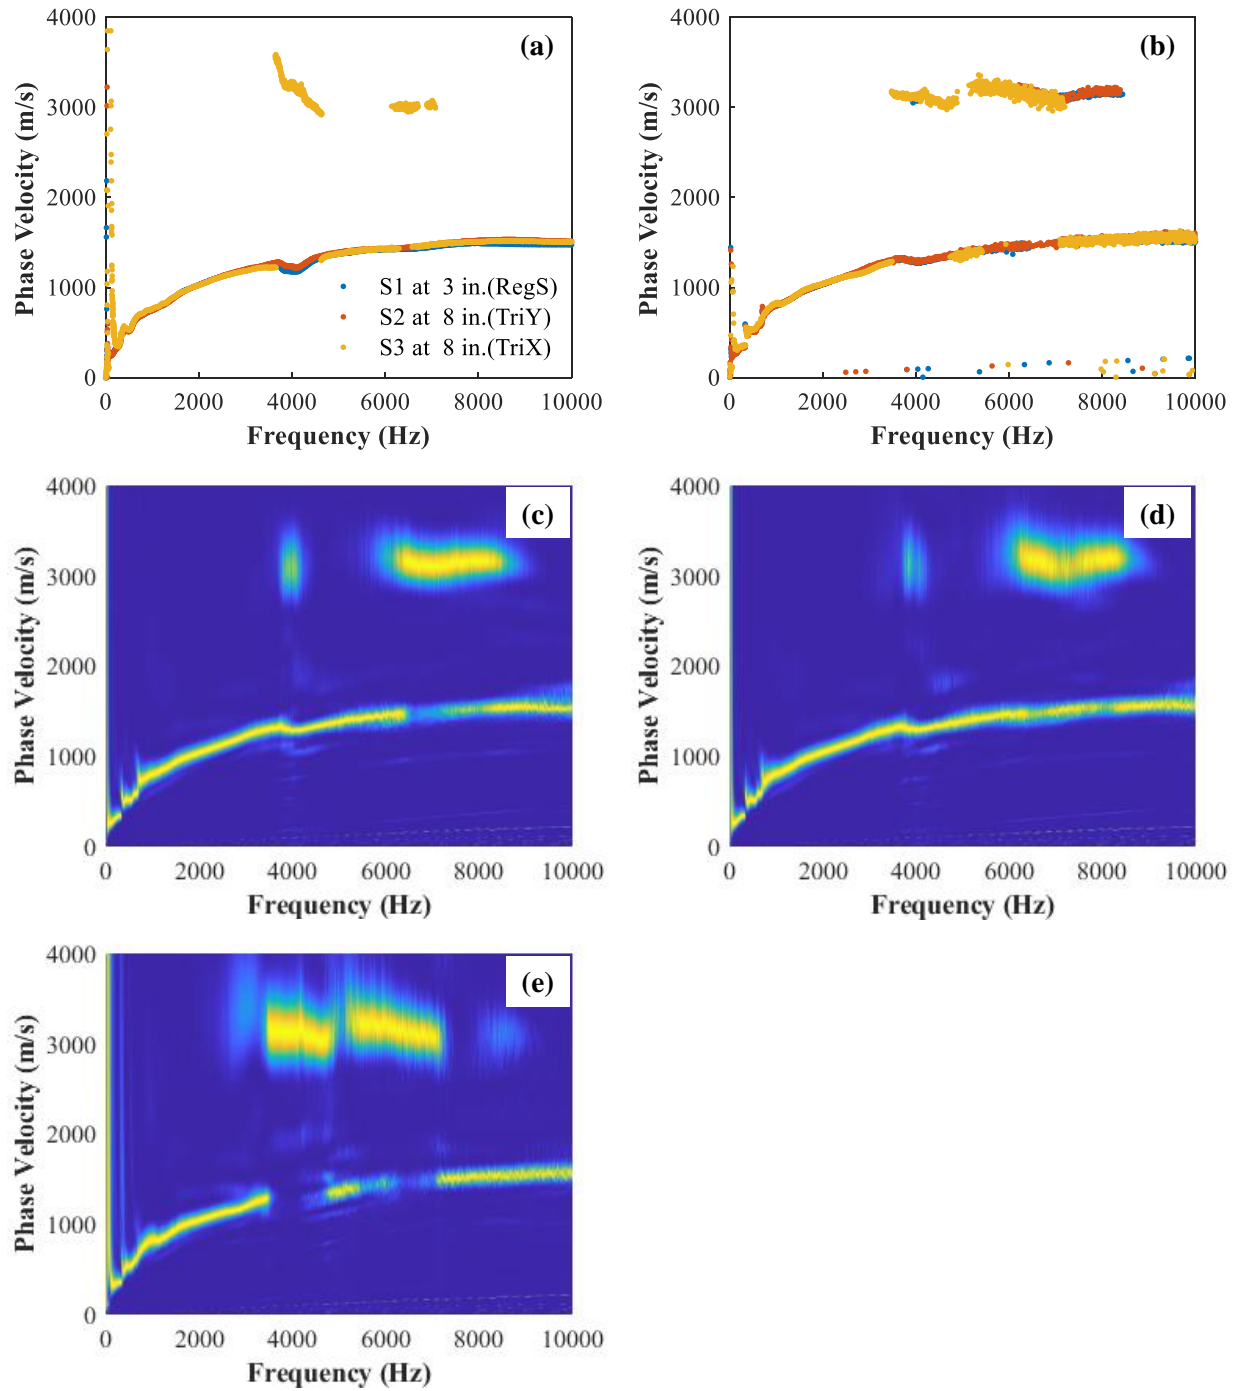 4000
3000
2000
1000
0
Phase Velocity (m/s)
(a)
S1 at 3 in.(RegS)
S2 at 8 in.(TriY)
S3 at 8 in.(TriX)
0 2000 4000 6000 8000 10000
Frequency (Hz)
4000
3000
2000
1000
0
Phase Velocity (m/s)
(b)
0 2000 4000 6000 8000 10000
Frequency (Hz)
4000
3000
2000
1000
0
Phase Velocity (m/s)
(c)
0 2000 4000 6000 8000 10000
Frequency (Hz)
4000
3000
2000
1000
0
Phase Velocity (m/s)
(d)
0 2000 4000 6000 8000 10000
Frequency (Hz)
4000
3000
2000
1000
0
Phase Velocity (m/s)
(e)
0 2000 4000 6000 8000 10000
Frequency (Hz)